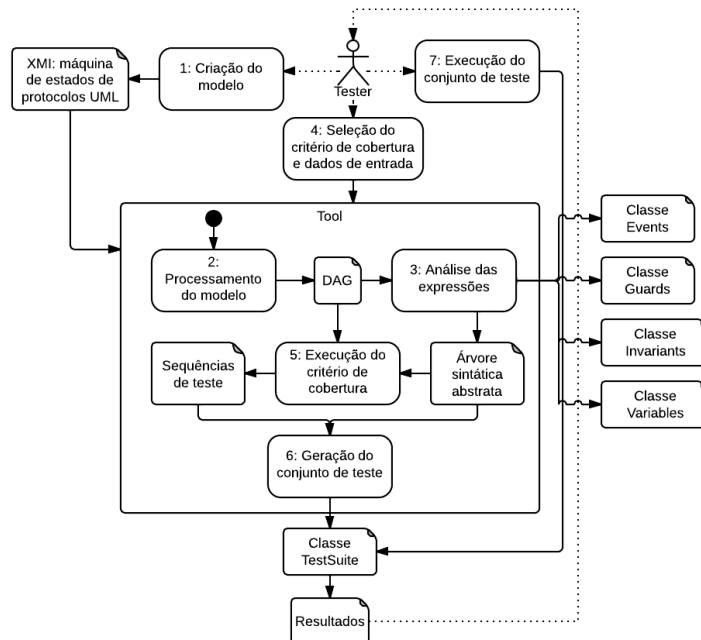 XMI: máquina
de estados de
protocolos UML
1: Criação do
modelo
Tester
7: Execução do
conjunto de teste
4: Seleção do
critério de cobertura
e dados de entrada
Tool
2:
Processamento
do modelo
DAG
3: Análise das
expressões
Classe
Events
Classe
Guards
Classe
Invariants
Classe
Variables
Sequências
de teste
5: Execução do
critério de
cobertura
Árvore
sintática
abstrata
6: Geração do
conjunto de teste
Classe
TestSuite
Resultados